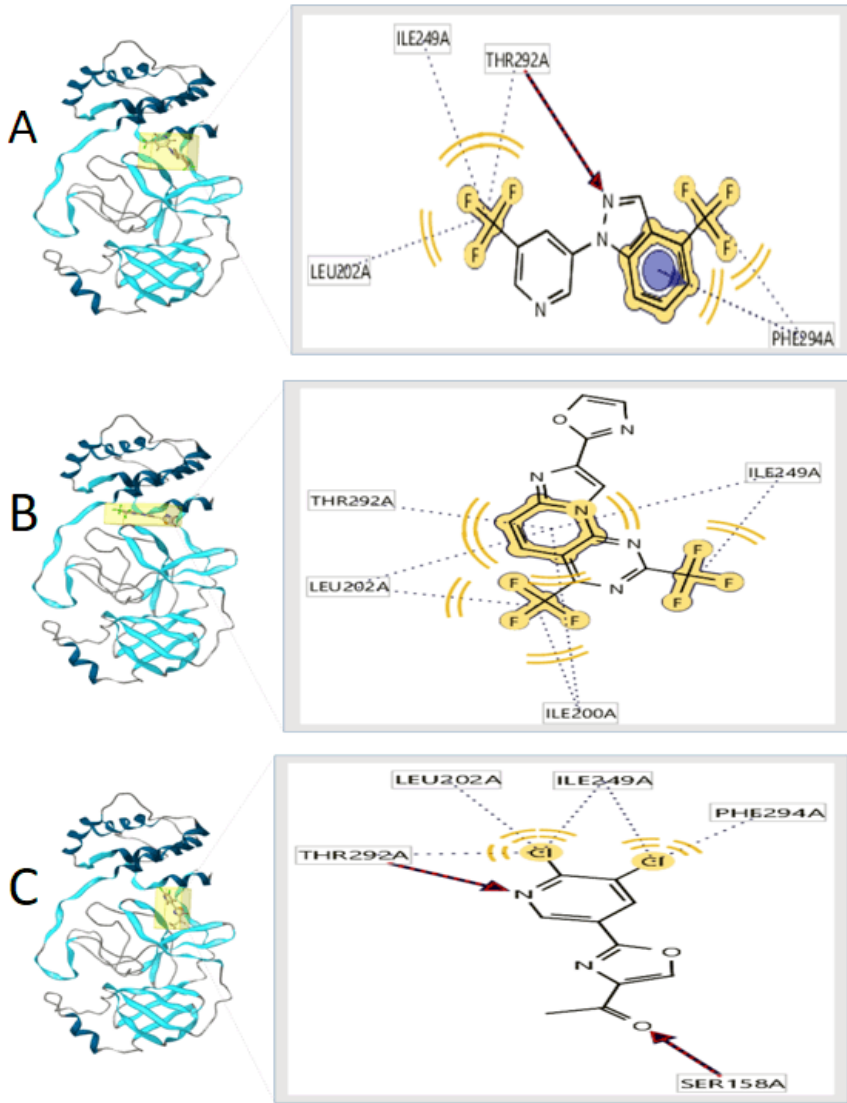 A
ILE249A
THR292A
F F
F
LEU202A
N
N
N
F
F F
PHE294A
B
O
N
N
ILE249A
THR292A
N
N
LEU202A
F
F
F
N
F
F F
F
ILE200A
C
LEU202A ILE249A
PHE294A
THR292A
Cl
Cl
N
O
N
O
SER158A